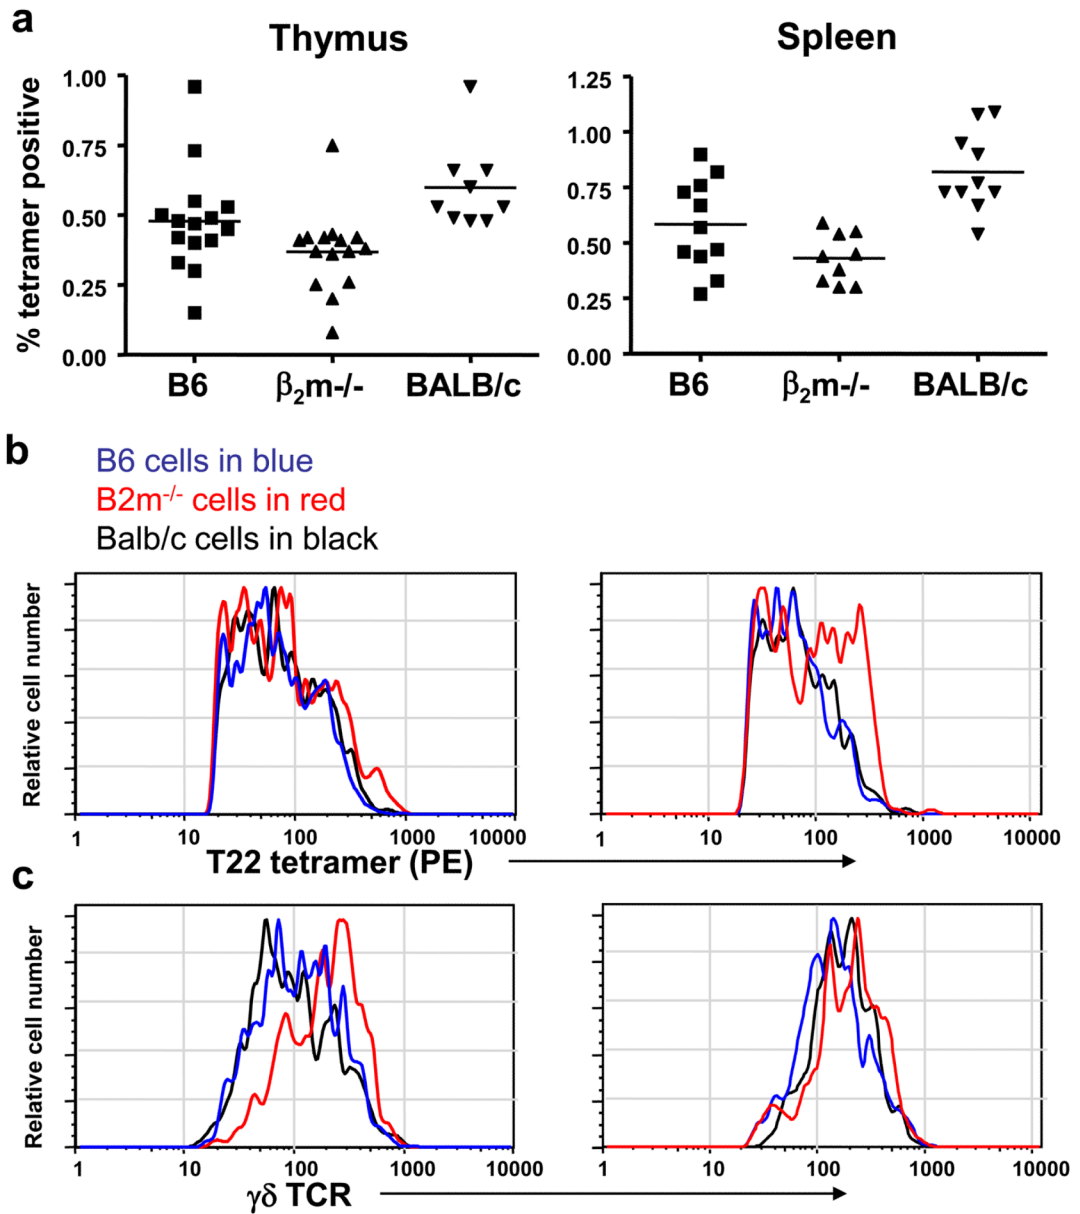 a
Thymus
Spleen
% tetramer positive
1.00
0.75
0.50
0.25
0.00
B6
β2m-/-
BALB/c
1.25
1.00
0.75
0.50
0.25
0.00
B6
β2m-/-
BALB/c
b
B6 cells in blue
B2m-/- cells in red
Balb/c cells in black
Relative cell number
1 10 100 1000 10000
1 10 100 1000 10000
T22 tetramer (PE)
c
Relative cell number
1 10 100 1000 10000
1 10 100 1000 10000
γδ TCR